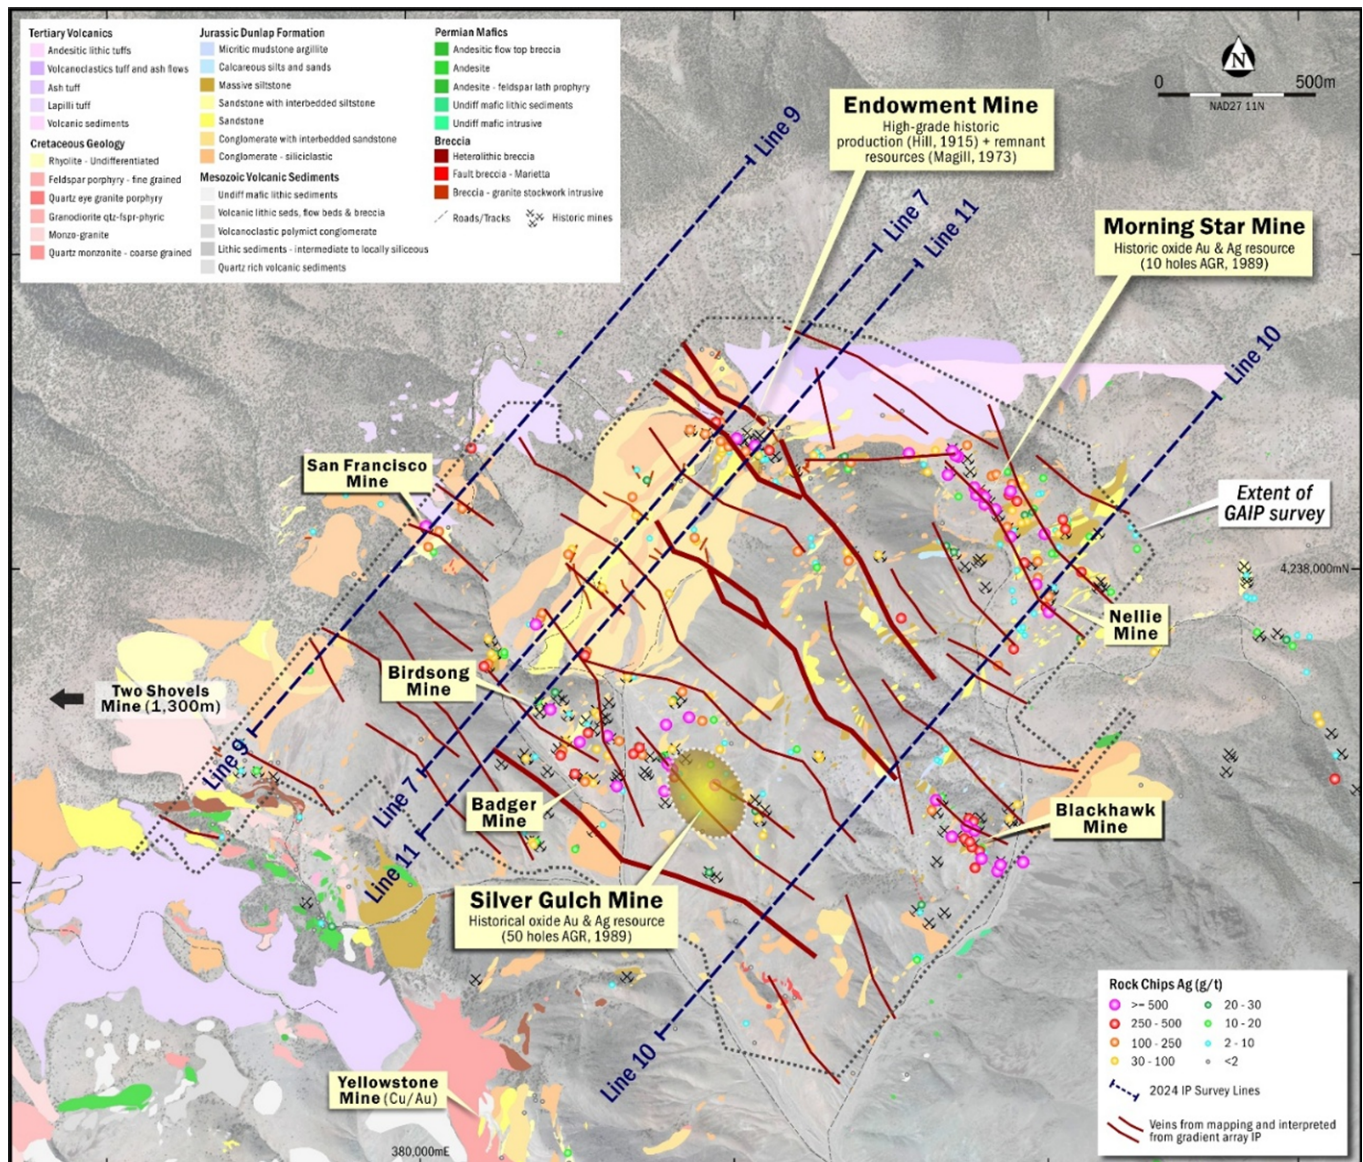 Tertiary Volcanics
Andesitic lithic tuffs
Volcanoclastics tuff and ash flows
Ash tuff
Lapilli tuff
Volcanic sediments
Cretaceous Geology
Rhyolite - Undifferentiated
Feldspar porphyry - fine grained
Quartz eye granite porphyry
Granodiorite qtz-fspr-phyric
Monzo-granite
Quartz monzonite - coarse grained
Jurassic Dunlap Formation
Micritic mudstone argillite
Calcareous silts and sands
Massive siltstone
Sandstone with interbedded siltstone
Sandstone
Conglomerate with interbedded sandstone
Conglomerate - siliciclastic
Mesozoic Volcanic Sediments
Undiff mafic lithic sediments
Volcanic lithic seds, flow beds & breccia
Volcanoclastic polymict conglomerate
Lithic sediments - intermediate to locally siliceous
Quartz rich volcanic sediments
Permian Mafics
Andesitic flow top breccia
Andesite
Andesite - feldspar lath prophyry
Undiff mafic lithic sediments
Undiff mafic intrusive
Breccia
Heterolithic breccia
Fault breccia - Marietta
Breccia - granite stockwork intrusive
Roads/Tracks
Historic mines
N
0 500m
NAD27 11N
Endowment Mine
High-grade historic
production (Hill, 1915) + remnant
resources (Magill, 1973)
Line 9
Line 7
Line 11
Morning Star Mine
Historic oxide Au & Ag resource
(10 holes AGR, 1989)
Line 10
San Francisco
Mine
Extent of
GAIP survey
4,238,000mN
Nellie
Mine
Birdsong
Mine
Two Shovels
Mine (1,300m)
Line 9
Line 7
Badger
Mine
Blackhawk
Mine
Line 11
Silver Gulch Mine
Historical oxide Au & Ag resource
(50 holes AGR, 1989)
Line 10
Yellowstone
Mine (Cu/Au)
380,000mE
Rock Chips Ag (g/t)
>= 500
250 - 500
100 - 250
30 - 100
20 - 30
10 - 20
2 - 10
<2
2024 IP Survey Lines
Veins from mapping and interpreted
from gradient array IP